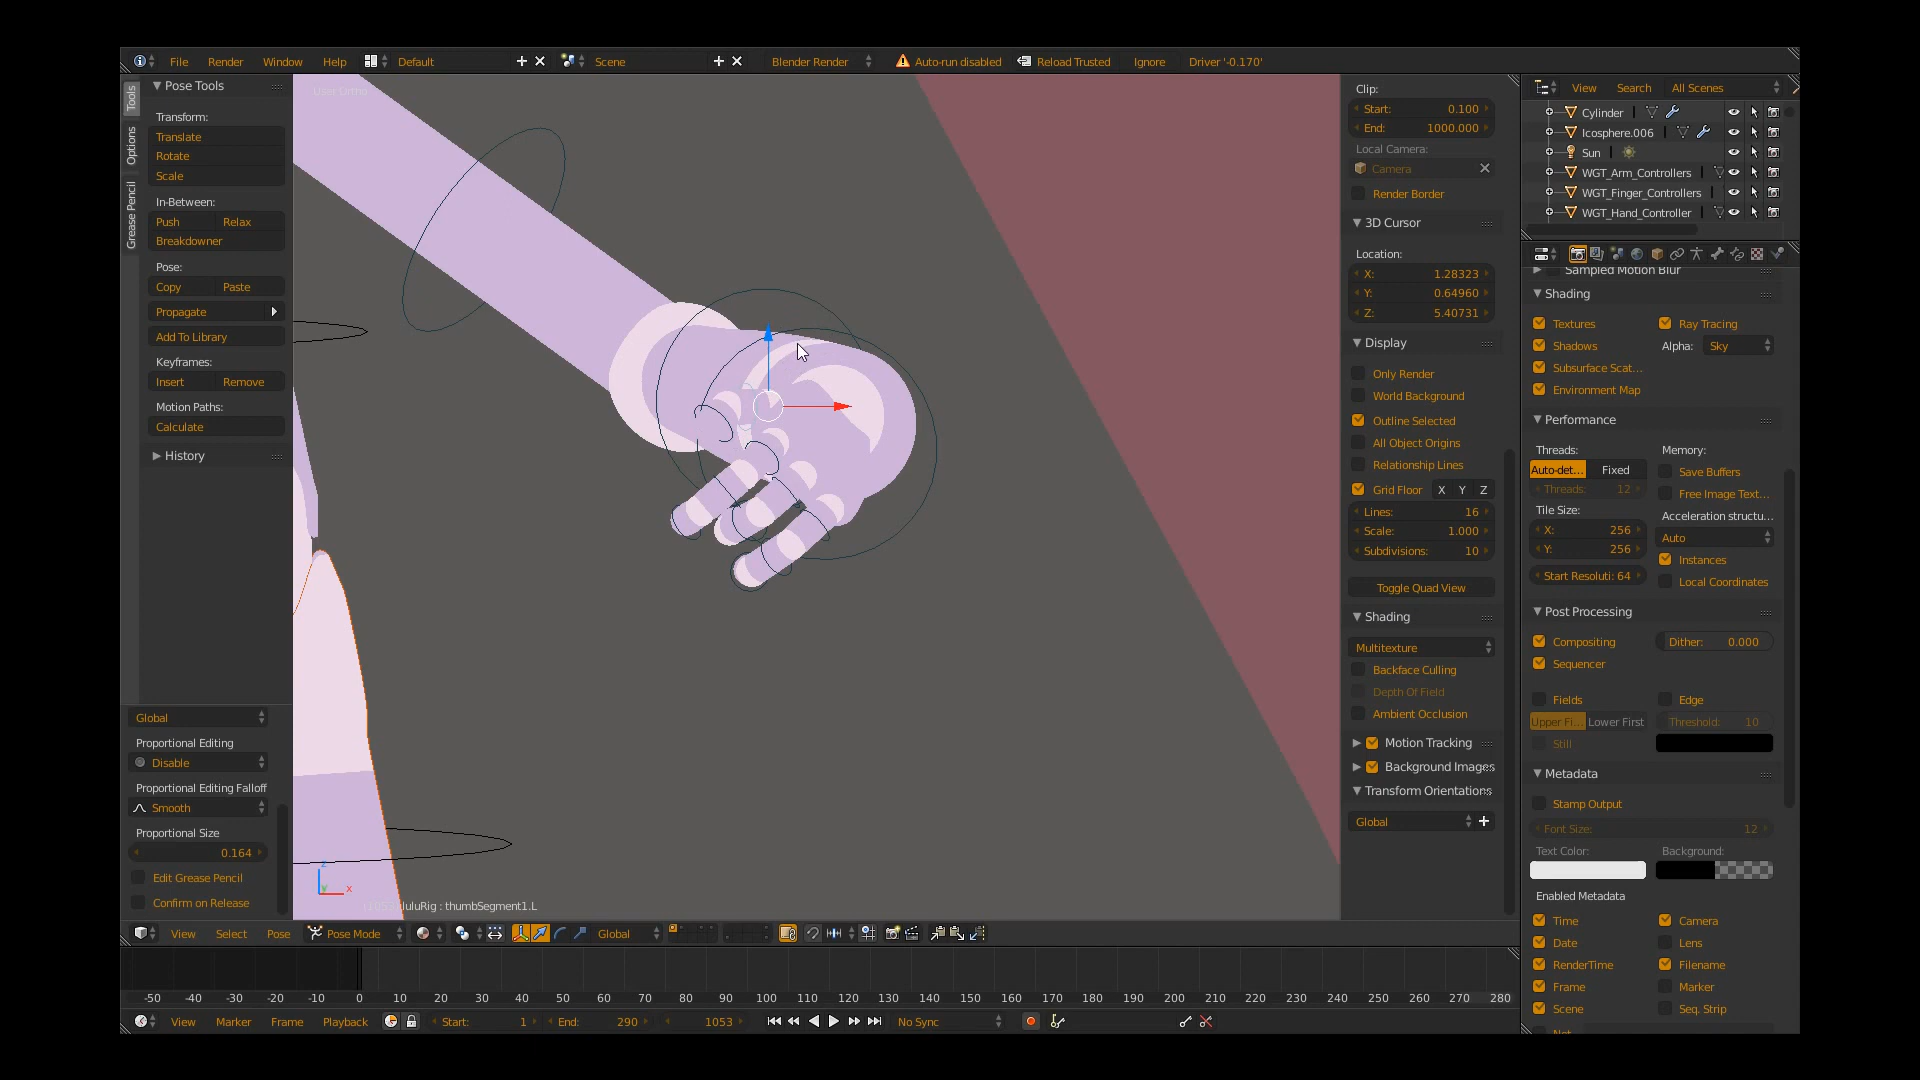 File Render Window Help Default Scene Blender Render Auto-run disabled Reload Trusted Ignore Driver '-0.170'
Tools
Options
Grease Pencil
Pose Tools
Transform:
Translate
Rotate
Scale
In-Between:
Push Relax
Breakdowner
Pose:
Copy Paste
Propagate
Add To Library
Keyframes:
Insert Remove
Motion Paths:
Calculate
History
Global
Proportional Editing
Disable
Proportional Editing Falloff
Smooth
Proportional Size
0.164
Edit Grease Pencil
Confirm on Release
User Ortho
z
y x
luluRig : thumbSegment1.L
Clip:
Start: 0.100
End: 1000.000
Local Camera:
Camera
Render Border
3D Cursor
Location:
X: 1.28323
Y: 0.64960
Z: 5.40731
Display
Only Render
World Background
Outline Selected
All Object Origins
Relationship Lines
Grid Floor X Y Z
Lines: 16
Scale: 1.000
Subdivisions: 10
Toggle Quad View
Shading
Multitexture
Backface Culling
Depth Of Field
Ambient Occlusion
Motion Tracking
Background Images
Transform Orientations
Global
View Search All Scenes
Cylinder
Icosphere.006
Sun
WGT_Arm_Controllers
WGT_Finger_Controllers
WGT_Hand_Controller
Sampled Motion Blur
Shading
Textures Ray Tracing
Shadows Alpha: Sky
Subsurface Scat...
Environment Map
Performance
Threads: Memory:
Auto-det... Fixed Save Buffers
Threads: 12 Free Image Text...
Tile Size: Acceleration structu...
X: 256 Auto
Y: 256 Instances
Start Resoluti: 64 Local Coordinates
Post Processing
Compositing Dither: 0.000
Sequencer
Fields Edge
Upper Fi... Lower First Threshold: 10
Still
Metadata
Stamp Output
Font Size: 12
Text Color: Background:
Enabled Metadata
Time Camera
Date Lens
RenderTime Filename
Frame Marker
Scene Seq. Strip
View Select Pose Pose Mode Global
-50 -40 -30 -20 -10 0 10 20 30 40 50 60 70 80 90 100 110 120 130 140 150 160 170 180 190 200 210 220 230 240 250 260 270 280
View Marker Frame Playback Start: 1 End: 290 1053 No Sync